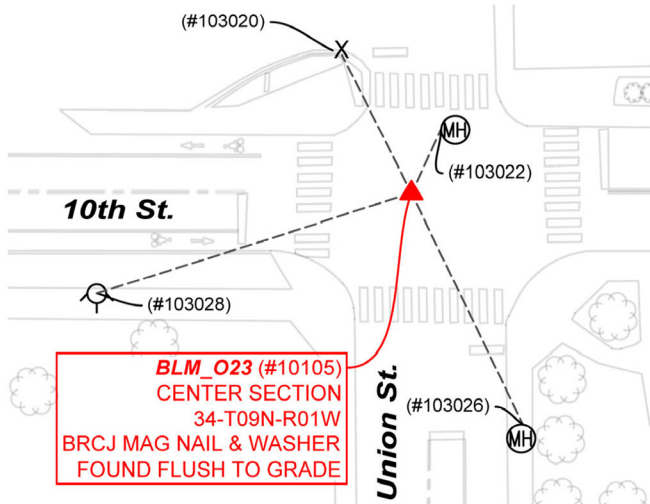 (#103020)
X
MH
(#103022)
10th St.
(#103028)
BLM_O23 (#10105)
CENTER SECTION
34-T09N-R01W
BRCJ MAG NAIL & WASHER
FOUND FLUSH TO GRADE
Union St.
(#103026)
MH